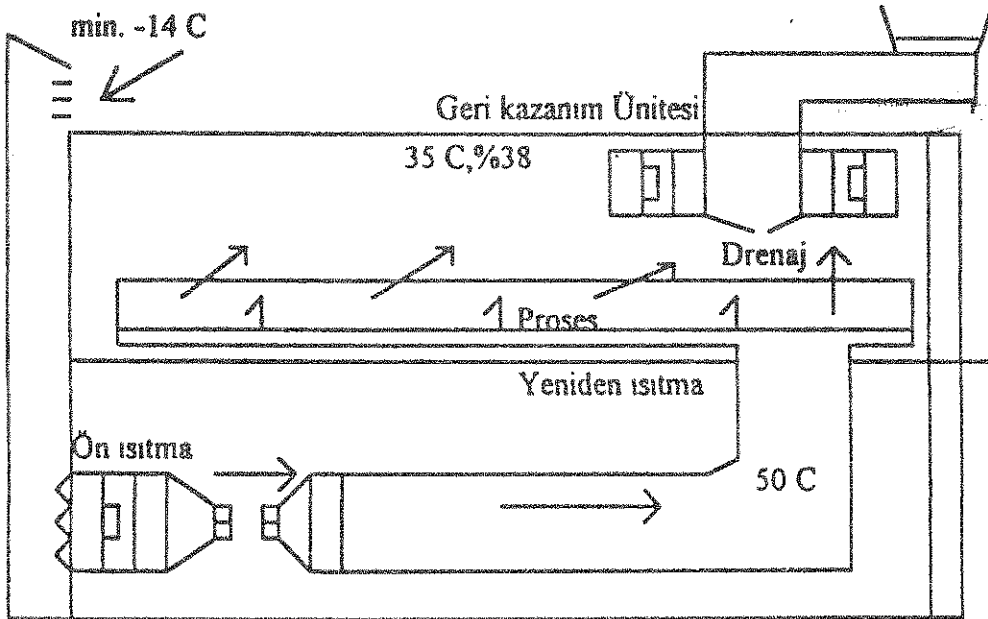 min. -14 C
Geri kazanım Ünitesi
35 C,%38
Drenaj
Proses
Yeniden ısıtma
Ön ısıtma
50 C